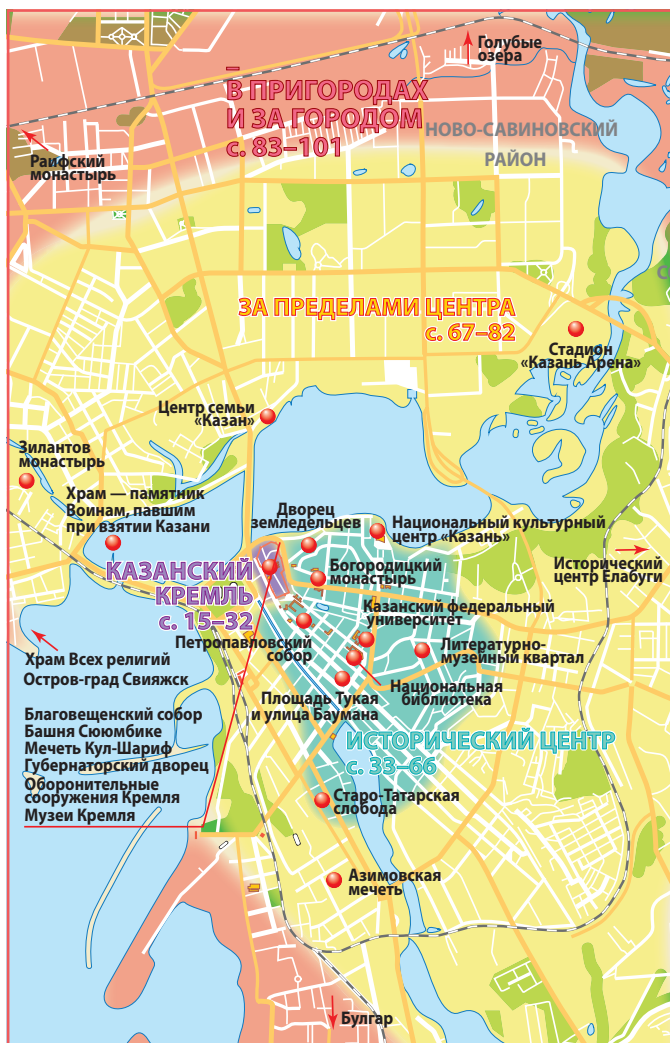 Голубые
озера
В ПРИГОРОДАХ
И ЗА ГОРОДОМ
с. 83–101
НОВО-САВИНОВСКИЙ
РАЙОН
Раифский
монастырь
С
ЗА ПРЕДЕЛАМИ ЦЕНТРА
с. 67–82
Стадион
«Казань Арена»
Центр семьи
«Казан»
Зилантов
монастырь
Храм — памятник
Воинам, павшим
при взятии Казани
Дворец
земледельцев
Национальный культурный
центр «Казань»
Исторический
центр Елабуги
КАЗАНСКИЙ
КРЕМЛЬ
с. 15–32
Богородицкий
монастырь
Казанский федеральный
университет
Петропавловский
собор
Литературно-
музейный квартал
Храм Всех религий
Остров-град Свияжск
Национальная
библиотека
Площадь Тукая
и улица Баумана
Благовещенский собор
Башня Сююмбике
Мечеть Кул-Шариф
Губернаторский дворец
Оборонительные
сооружения Кремля
Музеи Кремля
ИСТОРИЧЕСКИЙ ЦЕНТР
с. 33–66
Старо-Татарская
слобода
Азимовская
мечеть
Булгар